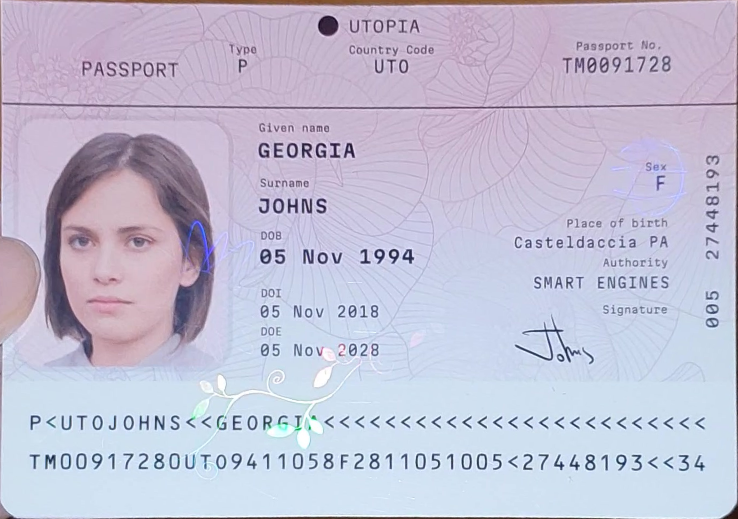 UTOPIA
PASSPORT
Type
P
Country Code
UTO
Passport No.
TM0091728
Given name
GEORGIA
Surname
JOHNS
DOB
05 Nov 1994
DOI
05 Nov 2018
DOE
05 Nov 2028
Sex
F
Place of birth
Casteldaccia PA
Authority
SMART ENGINES
Signature
Johns
005 27448193
P<UTOJOHNS<<GEORGIA<<<<<<<<<<<<<<<<<<<<<<<<<
TM00917280UTO9411058F2811051005<27448193<<34